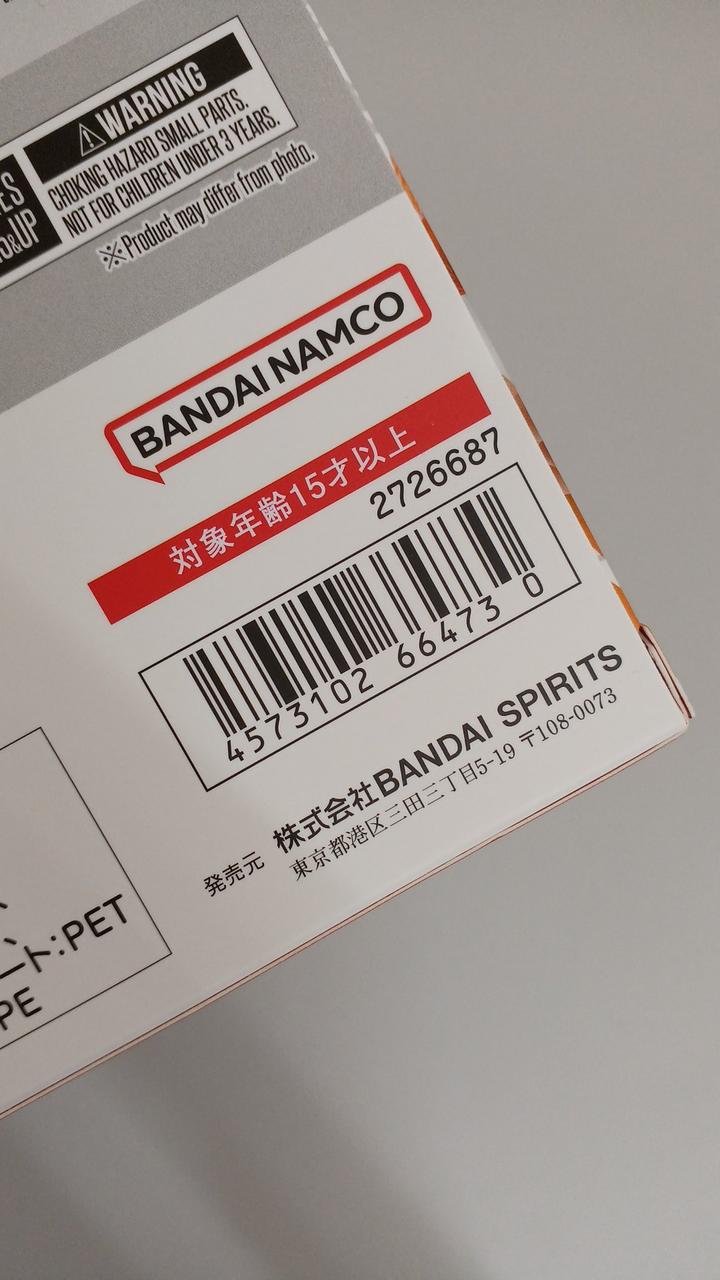 ⚠WARNING
CHOKING HAZARD SMALL PARTS.
NOT FOR CHILDREN UNDER 3 YEARS.
&UP
※Product may differ from photo.
BANDAI NAMCO
対象年齢15才以上
2726687
4573102 66473 0
発売元 株式会社BANDAI SPIRITS
東京都港区三田三丁目5-19 〒108-0073
ート:PET
PE